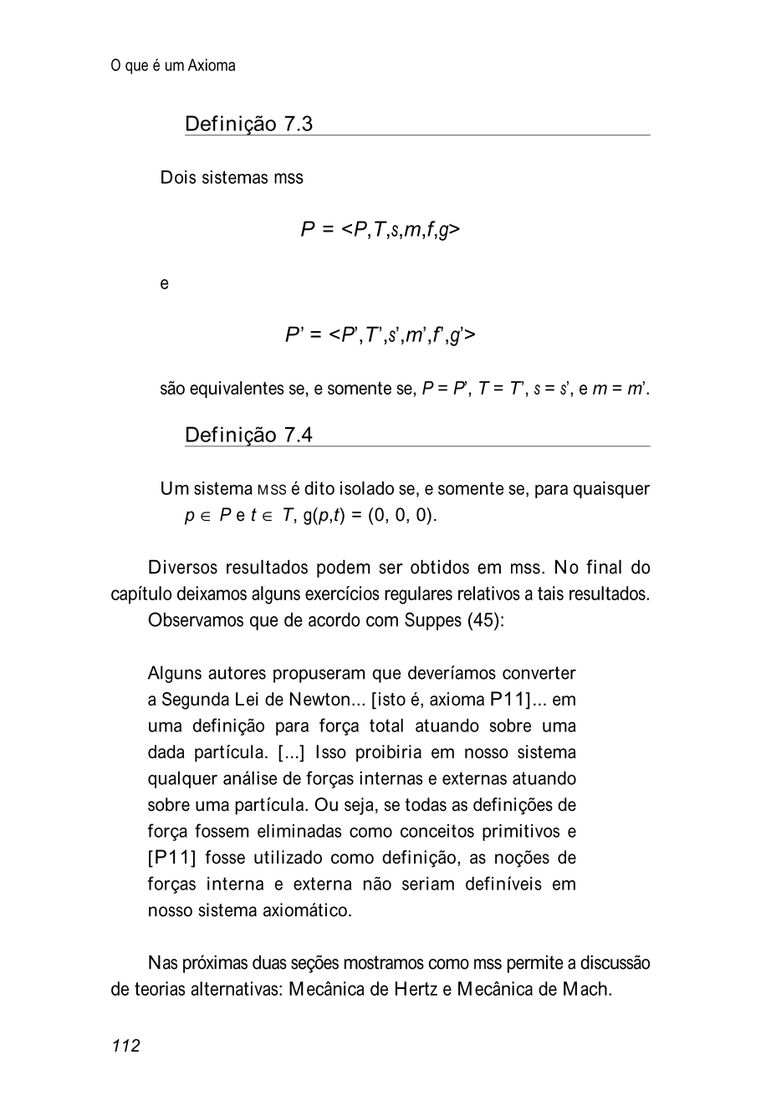 O que é um Axioma
Definição 7.3
Dois sistemas mss
P = <P,T,s,m,f,g>
e
P’ = <P’,T’,s’,m’,f’,g’>
são equivalentes se, e somente se, P = P’, T = T’, s = s’, e m = m’.
Definição 7.4
Um sistema MSS é dito isolado se, e somente se, para quaisquer
p ∈ P e t ∈ T, g(p,t) = (0, 0, 0).
Diversos resultados podem ser obtidos em mss. No final do
capítulo deixamos alguns exercícios regulares relativos a tais resultados.
Observamos que de acordo com Suppes (45):
Alguns autores propuseram que deveríamos converter
a Segunda Lei de Newton... [isto é, axioma P11]... em
uma definição para força total atuando sobre uma
dada partícula. [...] Isso proibiria em nosso sistema
qualquer análise de forças internas e externas atuando
sobre uma partícula. Ou seja, se todas as definições de
força fossem eliminadas como conceitos primitivos e
[P11] fosse utilizado como definição, as noções de
forças interna e externa não seriam definíveis em
nosso sistema axiomático.
Nas próximas duas seções mostramos como mss permite a discussão
de teorias alternativas: Mecânica de Hertz e Mecânica de Mach.
112